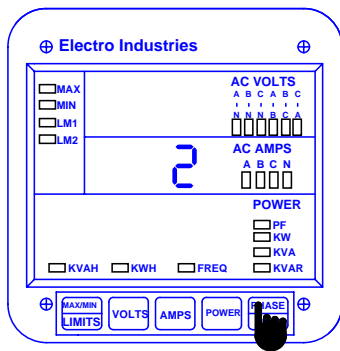 Electro Industries
MAX
MIN
LM1
LM2
AC VOLTS
A B C A B C
- - - - - -
N N N B C A
2
AC AMPS
A B C N
POWER
PF
KW
KVA
KVAR
KVAH
KWH
FREQ
MAX/MIN
LIMITS
VOLTS
AMPS
POWER
PHASE